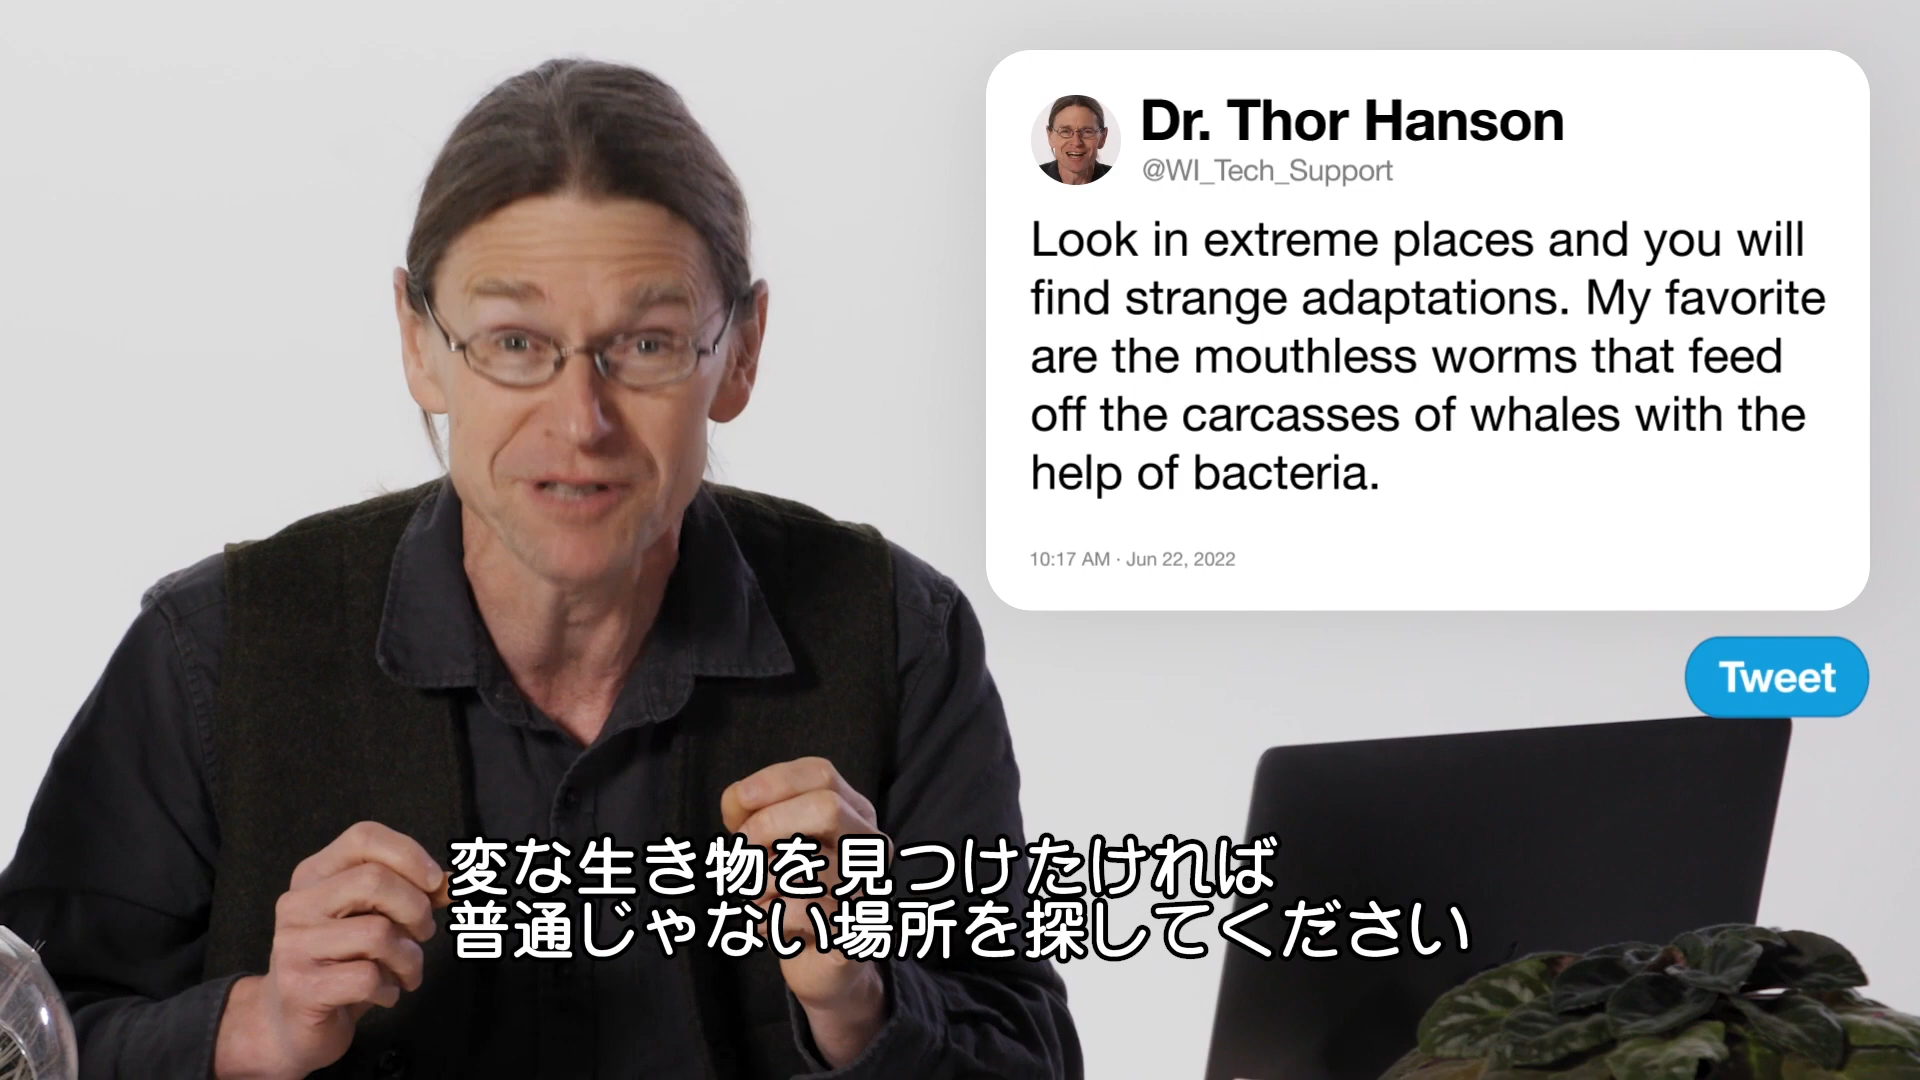 Dr. Thor Hanson
@WI_Tech_Support
Look in extreme places and you will
find strange adaptations. My favorite
are the mouthless worms that feed
off the carcasses of whales with the
help of bacteria.
10:17 AM · Jun 22, 2022
Tweet
変な生き物を見つけたければ
普通じゃない場所を探してください